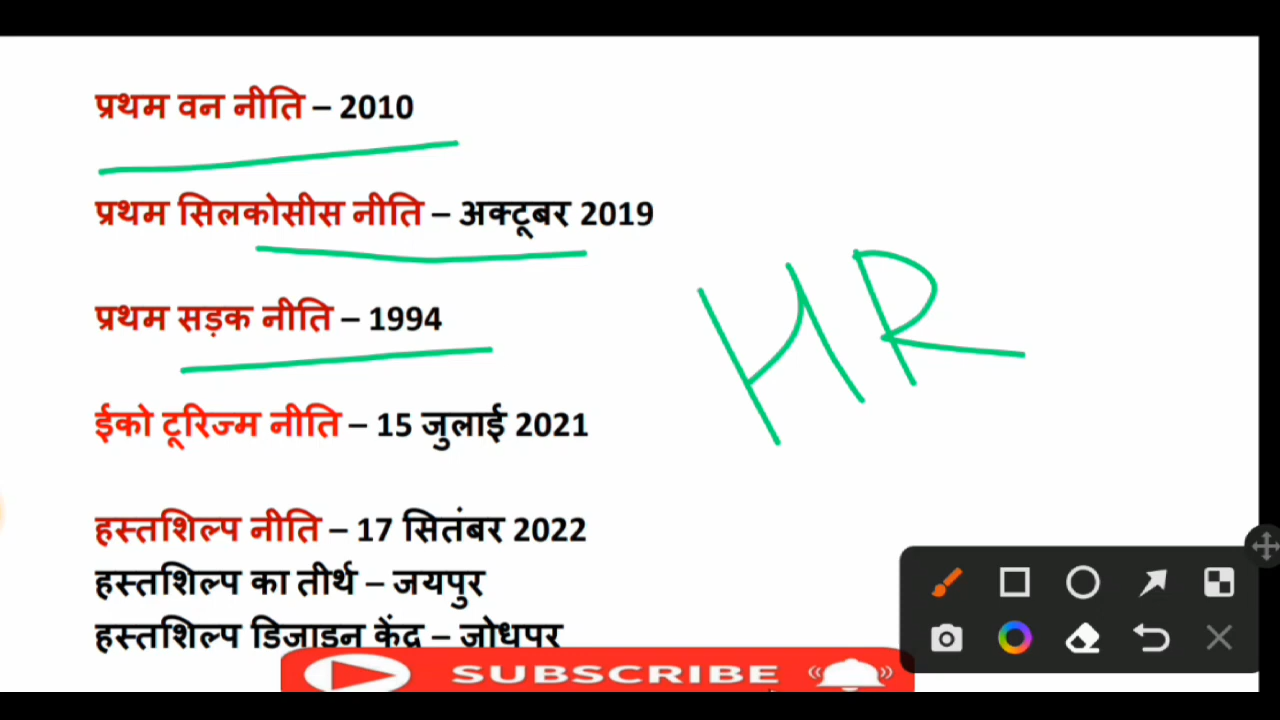 प्रथम वन नीति – 2010
प्रथम सिलकोसीस नीति – अक्टूबर 2019
प्रथम सड़क नीति – 1994
HR
ईको टूरिज्म नीति – 15 जुलाई 2021
हस्तशिल्प नीति – 17 सितंबर 2022
हस्तशिल्प का तीर्थ – जयपुर
हस्तशिल्प डिजाइन केंद्र – जोधपुर
SUBSCRIBE